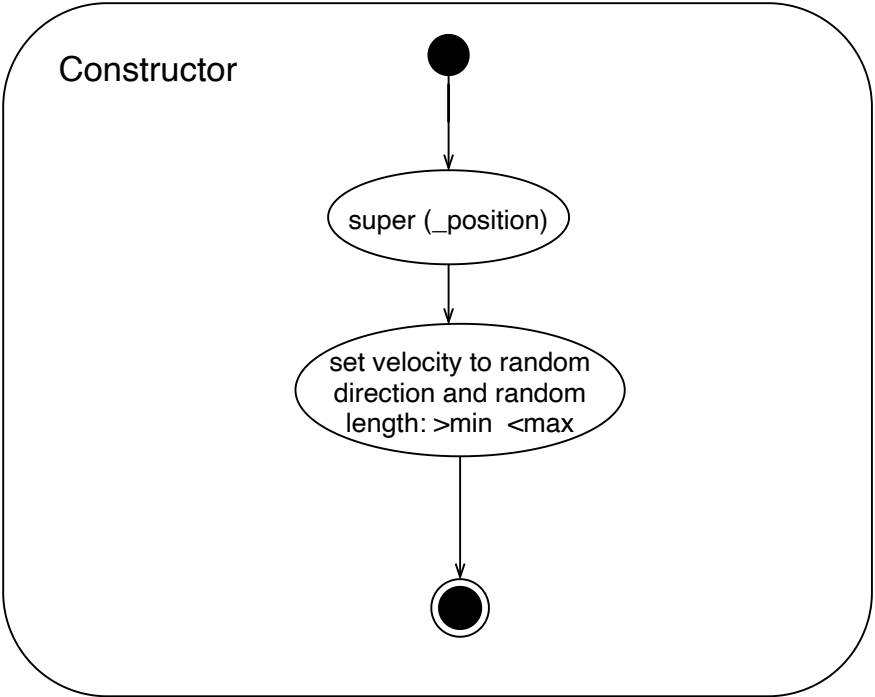 Constructor
super (_position)
set velocity to random
direction and random
length: >min  <max